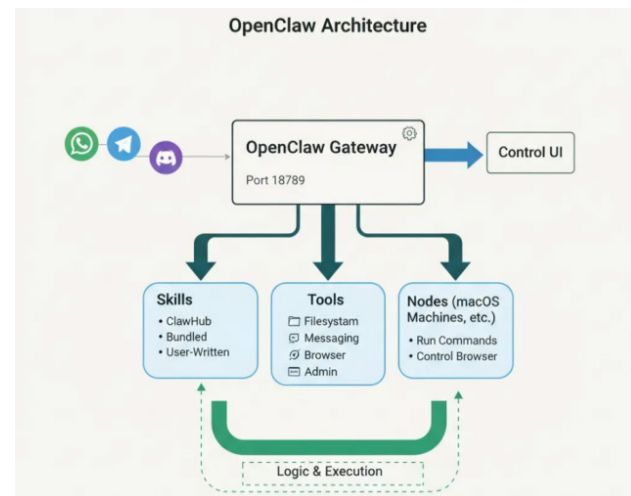 OpenClaw Architecture
OpenClaw Gateway
Port 18789
Control UI
Skills
• ClawHub
• Bundled
• User-Written
Tools
Filesystam
Messaging
Browser
Admin
Nodes (macOS
Machines, etc.)
• Run Commands
• Control Browser
Logic & Execution